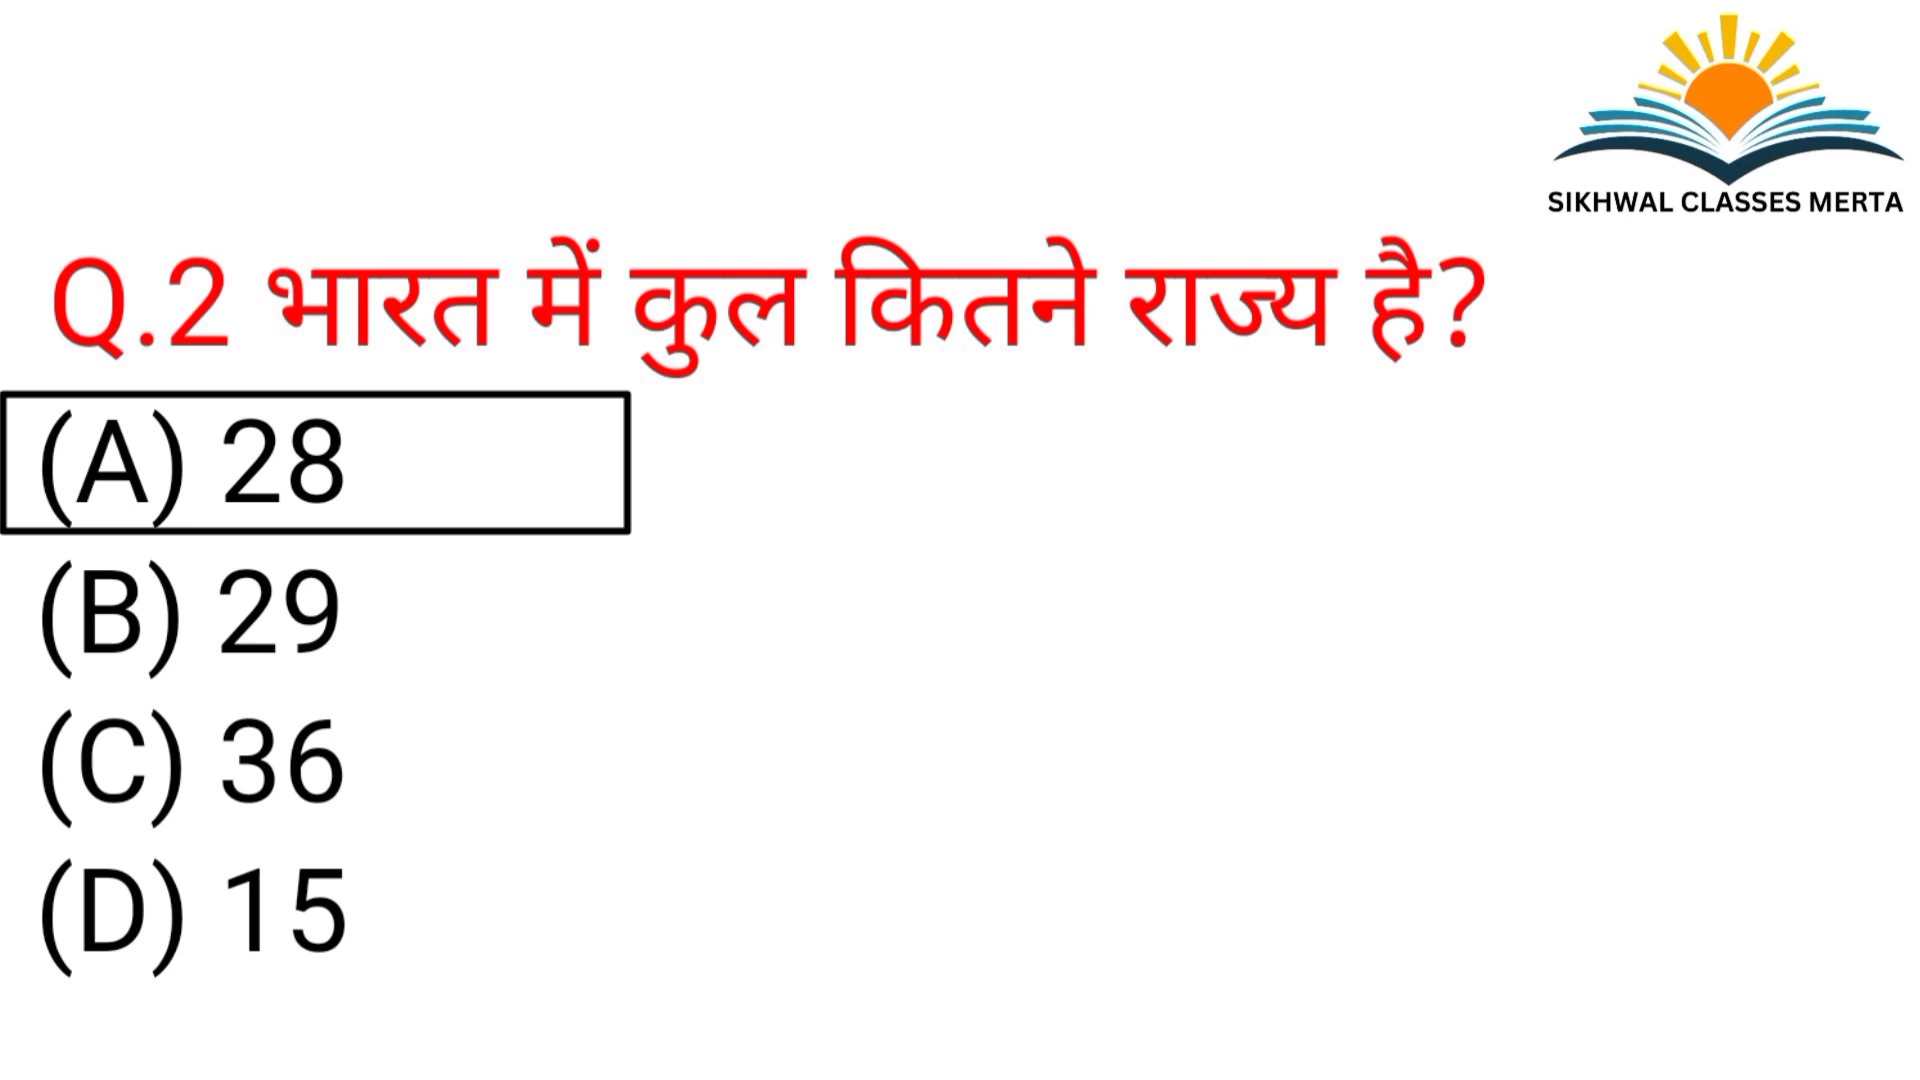 SIKHWAL CLASSES MERTA
Q.2 भारत में कुल कितने राज्य है?
(A) 28
(B) 29
(C) 36
(D) 15